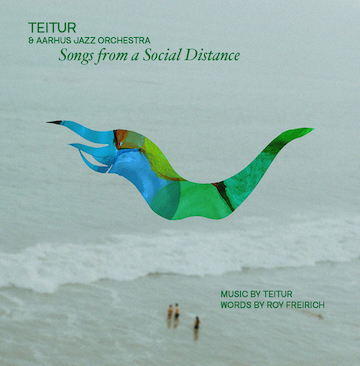 TEITUR
& AARHUS JAZZ ORCHESTRA
Songs from a Social Distance
MUSIC BY TEITUR
WORDS BY ROY FREIRICH